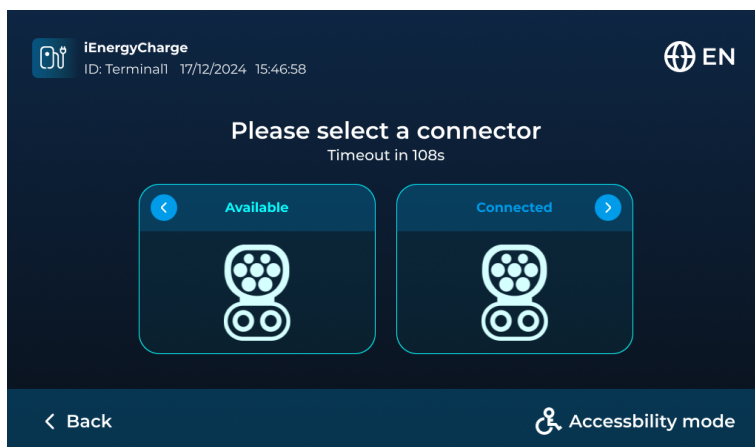 iEnergyCharge
ID: Terminal1 17/12/2024 15:46:58
EN
Please select a connector
Timeout in 108s
Available
Connected
Back
Accessbility mode